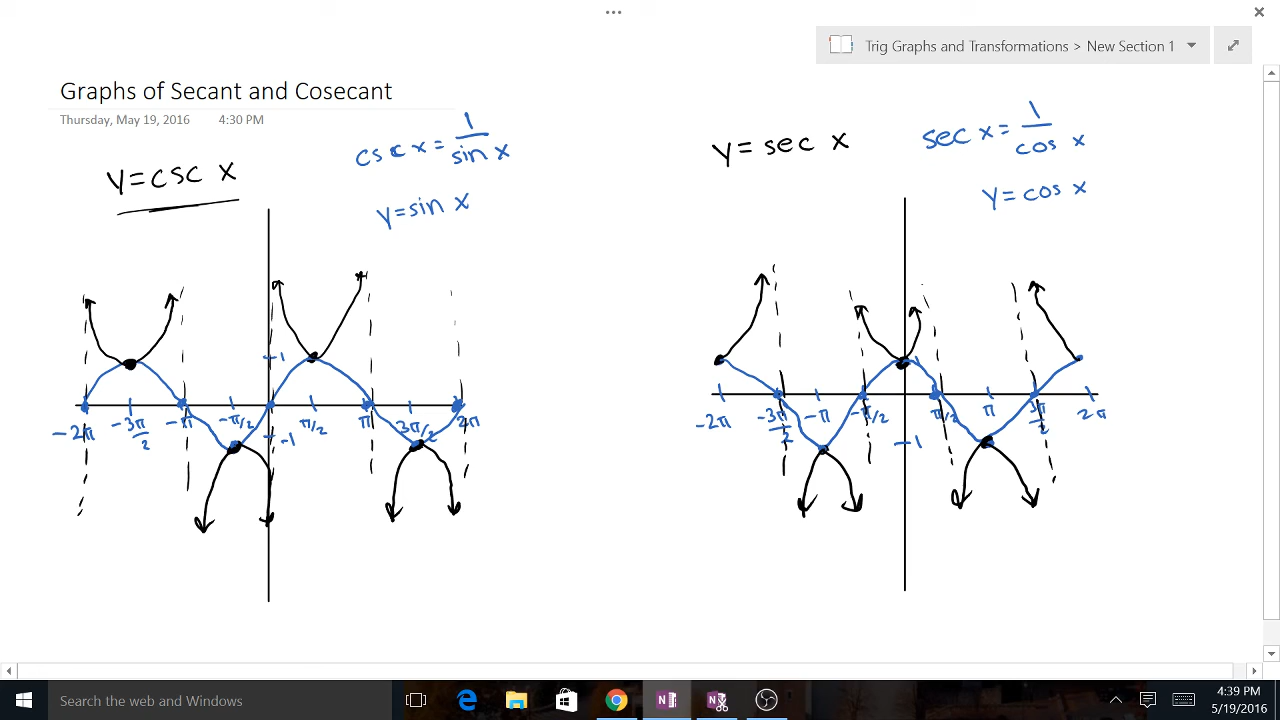 Trig Graphs and Transformations > New Section 1
Graphs of Secant and Cosecant
Thursday, May 19, 2016 4:30 PM
y=csc x
csc x = 1/sin x
y=sin x
y=sec x
sec x = 1/cos x
y=cos x
1
-2π -3π/2 -π -π/2 π/2 π 3π/2 2π
-1
1
-2π -3π/2 -π -π/2 π/2 π 3π/2 2π
-1
Search the web and Windows
4:39 PM
5/19/2016